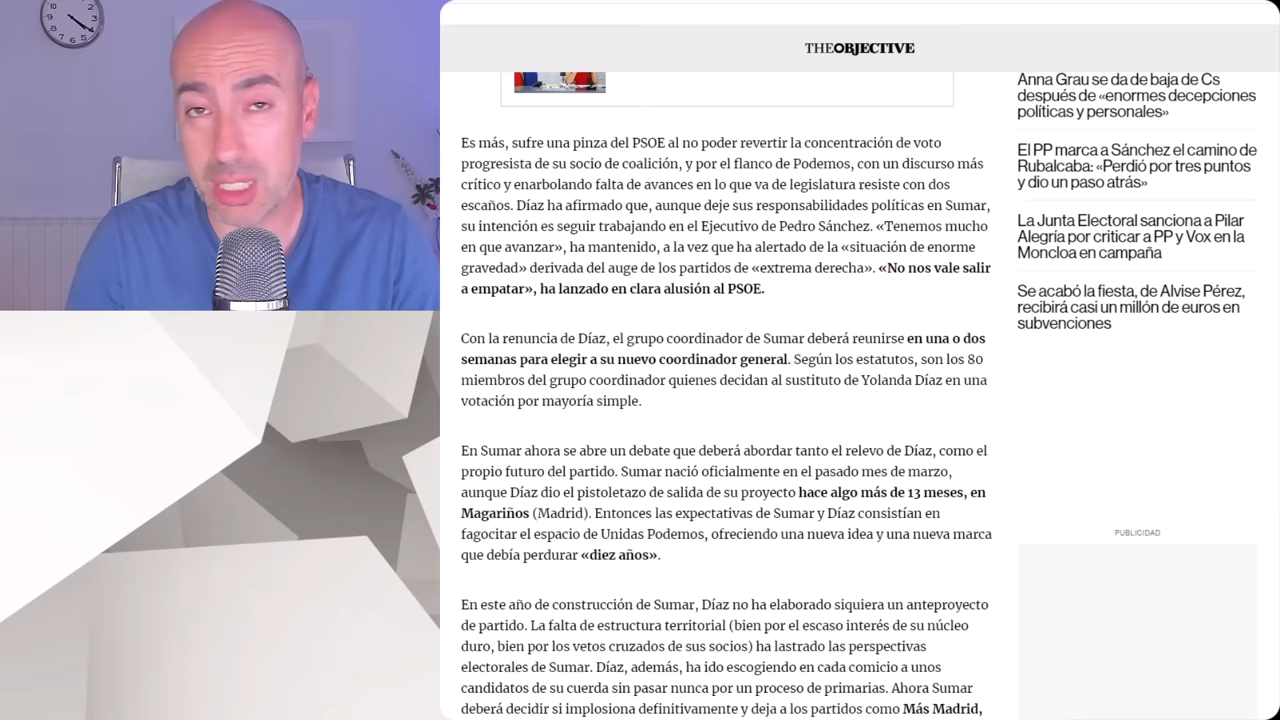 THE OBJECTIVE
Es más, sufre una pinza del PSOE al no poder revertir la concentración de voto
progresista de su socio de coalición, y por el flanco de Podemos, con un discurso más
crítico y enarbolando falta de avances en lo que va de legislatura resiste con dos
escaños. Díaz ha afirmado que, aunque deje sus responsabilidades políticas en Sumar,
su intención es seguir trabajando en el Ejecutivo de Pedro Sánchez. «Tenemos mucho
en que avanzar», ha mantenido, a la vez que ha alertado de la «situación de enorme
gravedad» derivada del auge de los partidos de «extrema derecha». «No nos vale salir
a empatar», ha lanzado en clara alusión al PSOE.
Con la renuncia de Díaz, el grupo coordinador de Sumar deberá reunirse en una o dos
semanas para elegir a su nuevo coordinador general. Según los estatutos, son los 80
miembros del grupo coordinador quienes decidan al sustituto de Yolanda Díaz en una
votación por mayoría simple.
En Sumar ahora se abre un debate que deberá abordar tanto el relevo de Díaz, como el
propio futuro del partido. Sumar nació oficialmente en el pasado mes de marzo,
aunque Díaz dio el pistoletazo de salida de su proyecto hace algo más de 13 meses, en
Magariños (Madrid). Entonces las expectativas de Sumar y Díaz consistían en
fagocitar el espacio de Unidas Podemos, ofreciendo una nueva idea y una nueva marca
que debía perdurar «diez años».
En este año de construcción de Sumar, Díaz no ha elaborado siquiera un anteproyecto
de partido. La falta de estructura territorial (bien por el escaso interés de su núcleo
duro, bien por los vetos cruzados de sus socios) ha lastrado las perspectivas
electorales de Sumar. Díaz, además, ha ido escogiendo en cada comicio a unos
candidatos de su cuerda sin pasar nunca por un proceso de primarias. Ahora Sumar
deberá decidir si implosiona definitivamente y deja a los partidos como Más Madrid,
Anna Grau se da de baja de Cs
después de «enormes decepciones
políticas y personales»
El PP marca a Sánchez el camino de
Rubalcaba: «Perdió por tres puntos
y dio un paso atrás»
La Junta Electoral sanciona a Pilar
Alegría por criticar a PP y Vox en la
Moncloa en campaña
Se acabó la fiesta, de Alvise Pérez,
recibirá casi un millón de euros en
subvenciones
PUBLICIDAD